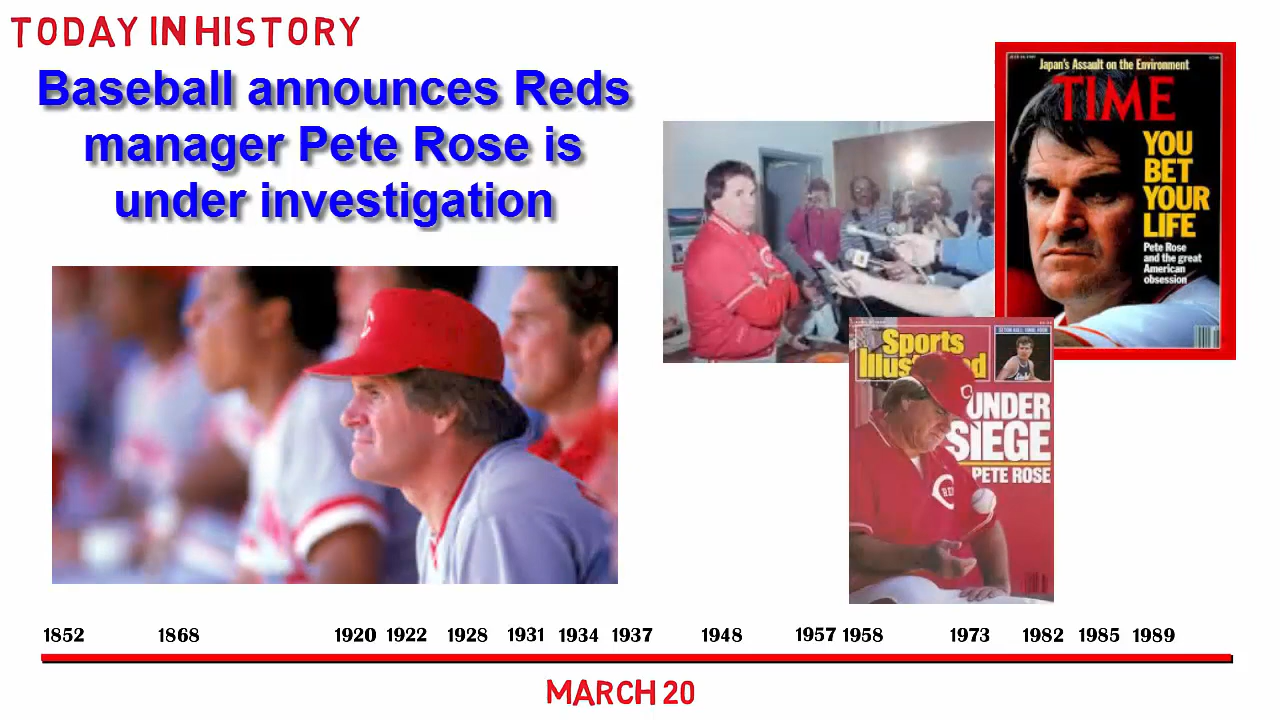 TODAY IN HISTORY
Baseball announces Reds
manager Pete Rose is
under investigation
Japan's Assault on the Environment
TIME
YOU
BET
YOUR
LIFE
Pete Rose
and the great
American
obsession
Sports
Illustrated
UNDER
SIEGE
PETE ROSE
1852 1868 1920 1922 1928 1931 1934 1937 1948 1957 1958 1973 1982 1985 1989
MARCH 20